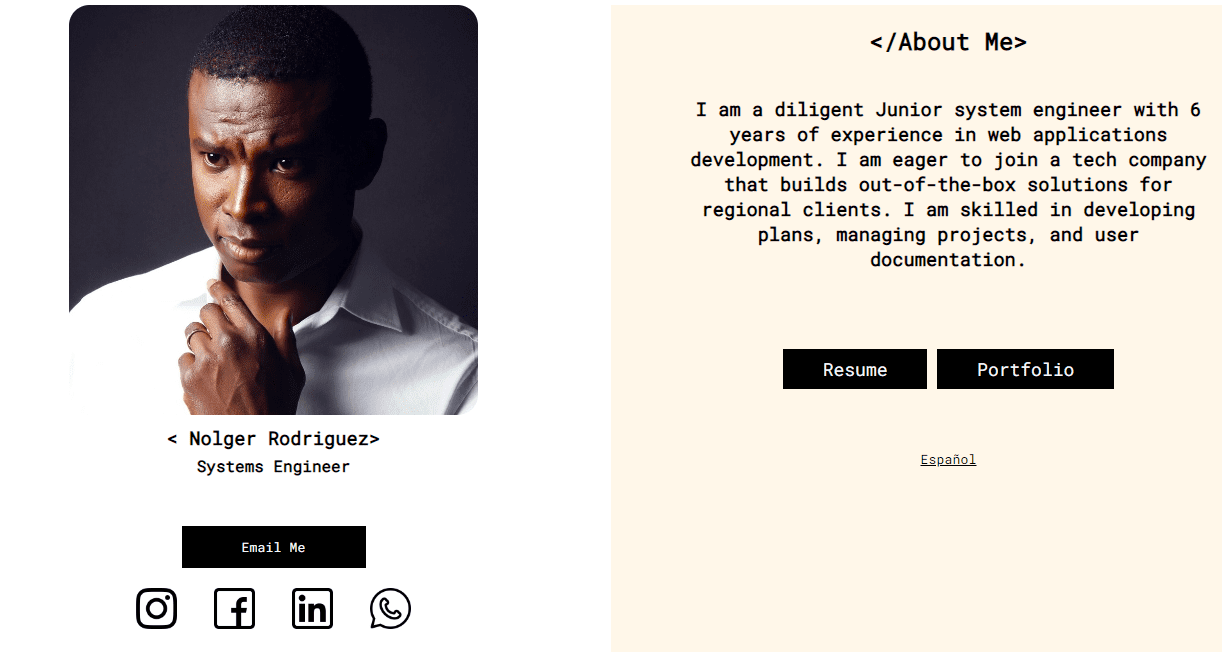 < Nolger Rodriguez>
Systems Engineer
Email Me
</About Me>
I am a diligent Junior system engineer with 6
years of experience in web applications
development. I am eager to join a tech company
that builds out-of-the-box solutions for
regional clients. I am skilled in developing
plans, managing projects, and user
documentation.
Resume
Portfolio
Español